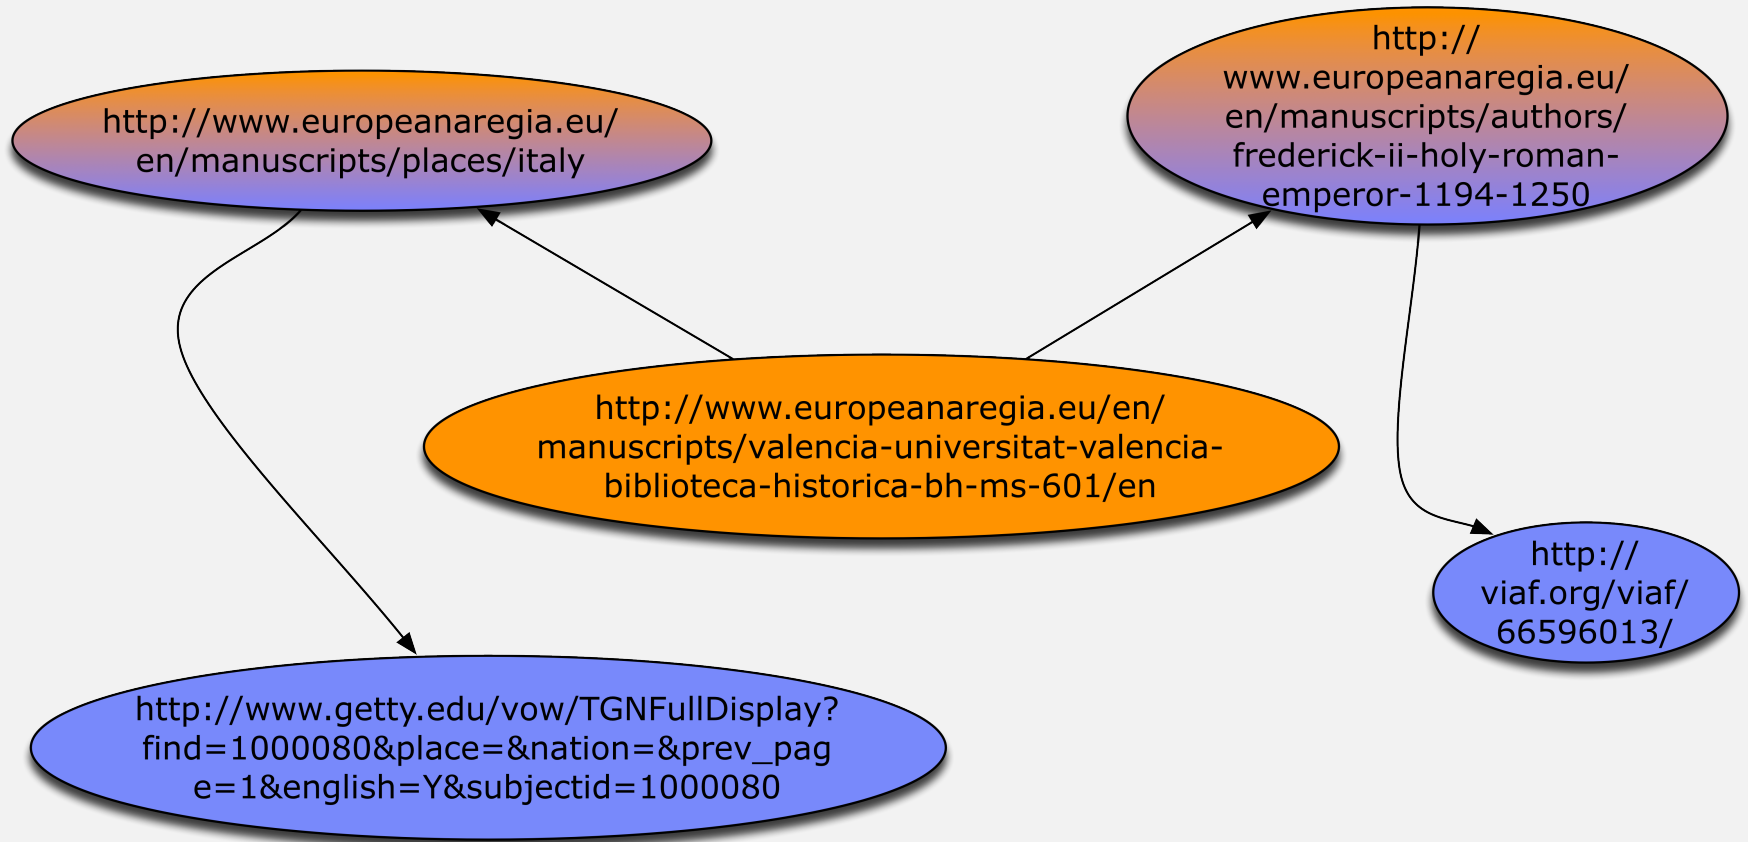 http://www.europeanaregia.eu/
en/manuscripts/places/italy
http://
www.europeanaregia.eu/
en/manuscripts/authors/
frederick-ii-holy-roman-
emperor-1194-1250
http://www.europeanaregia.eu/en/
manuscripts/valencia-universitat-valencia-
biblioteca-historica-bh-ms-601/en
http://
viaf.org/viaf/
66596013/
http://www.getty.edu/vow/TGNFullDisplay?
find=1000080&place=&nation=&prev_pag
e=1&english=Y&subjectid=1000080